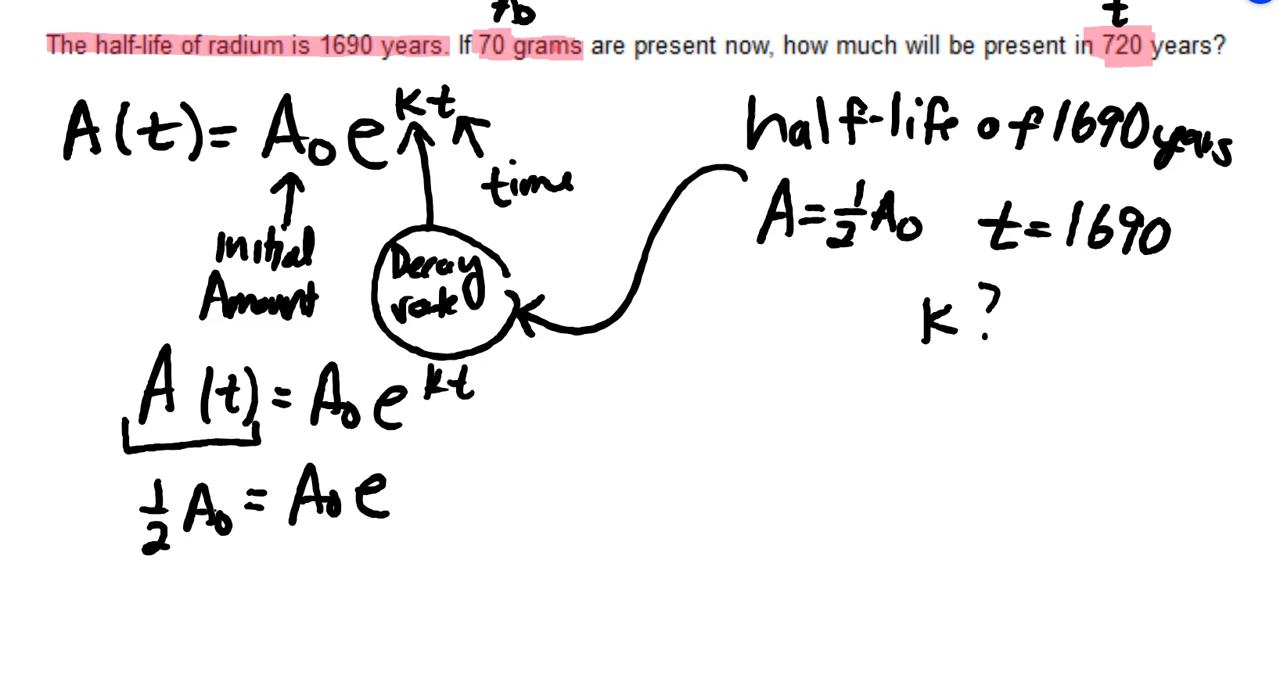 t
The half-life of radium is 1690 years. If 70 grams are present now, how much will be present in 720 years?
A(t) = A₀ e^kt
time
Initial
Amount
Decay
rate
half-life of 1690 years
A = 1/2 A₀ t = 1690
K ?
A(t) = A₀ e^kt
1/2 A₀ = A₀ e